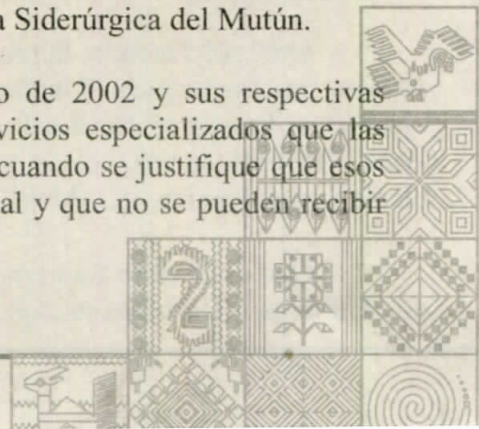 a Siderúrgica del Mutún.
o de 2002 y sus respectivas
vicios especializados que las
cuando se justifique que esos
al y que no se pueden recibir